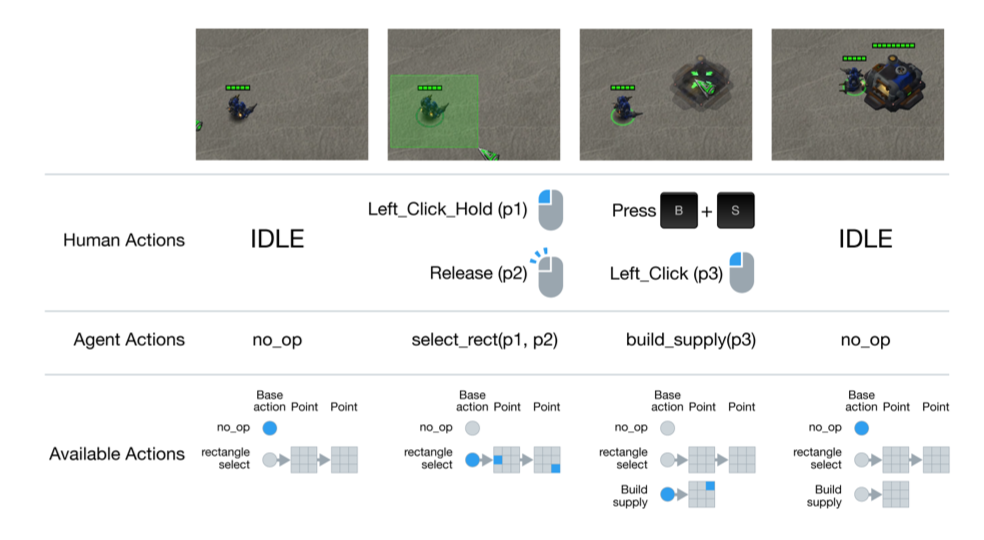 Human Actions
IDLE
Left_Click_Hold (p1)
Release (p2)
Press B + S
Left_Click (p3)
IDLE
Agent Actions
no_op
select_rect(p1, p2)
build_supply(p3)
no_op
Available Actions
Base
action Point Point
no_op
rectangle
select
Base
action Point Point
no_op
rectangle
select
Base
action Point Point
no_op
rectangle
select
Build
supply
Base
action Point Point
no_op
rectangle
select
Build
supply